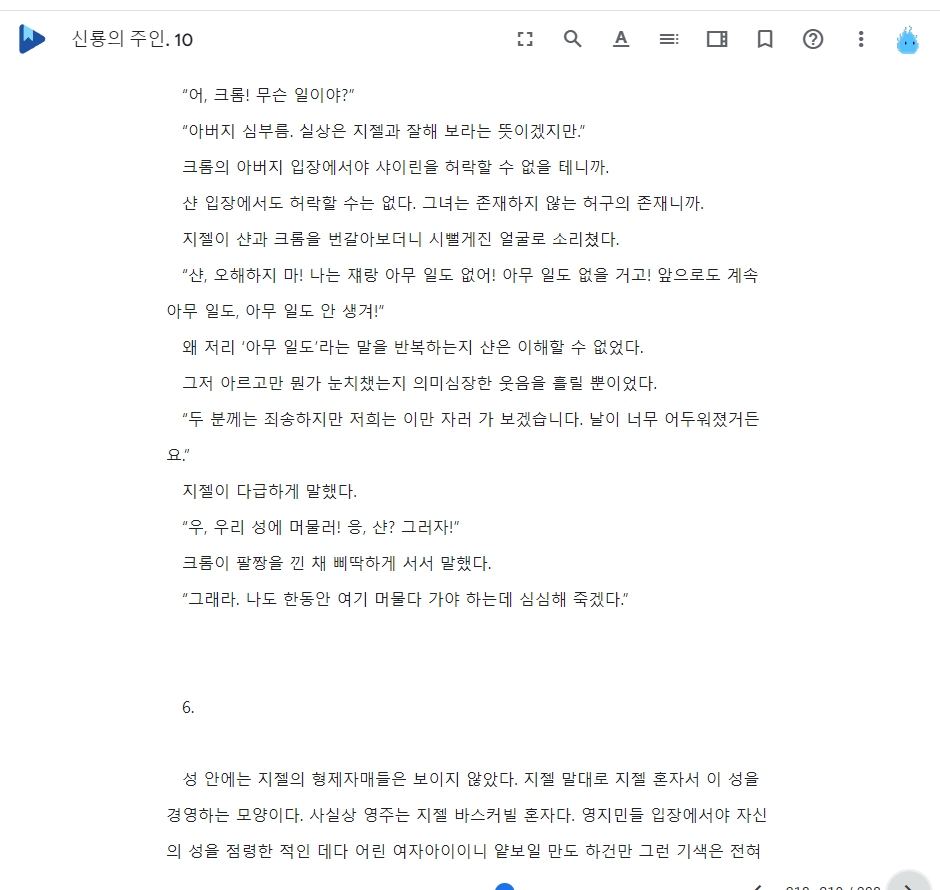 신룡의 주인. 10
“어, 크롬! 무슨 일이야?”
“아버지 심부름. 실상은 지젤과 잘해 보라는 뜻이겠지만.”
크롬의 아버지 입장에서야 샤이린을 허락할 수 없을 테니까.
샨 입장에서도 허락할 수는 없다. 그녀는 존재하지 않는 허구의 존재니까.
지젤이 샨과 크롬을 번갈아보더니 시뻘게진 얼굴로 소리쳤다.
“샨, 오해하지 마! 나는 쟤랑 아무 일도 없어! 아무 일도 없을 거고! 앞으로도 계속
아무 일도, 아무 일도 안 생겨!”
왜 저리 ‘아무 일도’라는 말을 반복하는지 샨은 이해할 수 없었다.
그저 아르고만 뭔가 눈치챘는지 의미심장한 웃음을 흘릴 뿐이었다.
“두 분께는 죄송하지만 저희는 이만 자러 가 보겠습니다. 날이 너무 어두워졌거든
요.”
지젤이 다급하게 말했다.
“우, 우리 성에 머물러! 응, 샨? 그러자!”
크롬이 팔짱을 낀 채 삐딱하게 서서 말했다.
“그래라. 나도 한동안 여기 머물다 가야 하는데 심심해 죽겠다.”
6.
성 안에는 지젤의 형제자매들은 보이지 않았다. 지젤 말대로 지젤 혼자서 이 성을
경영하는 모양이다. 사실상 영주는 지젤 바스커빌 혼자다. 영지민들 입장에서야 자신
의 성을 점령한 적인 데다 어린 여자아이이니 얕보일 만도 하건만 그런 기색은 전혀